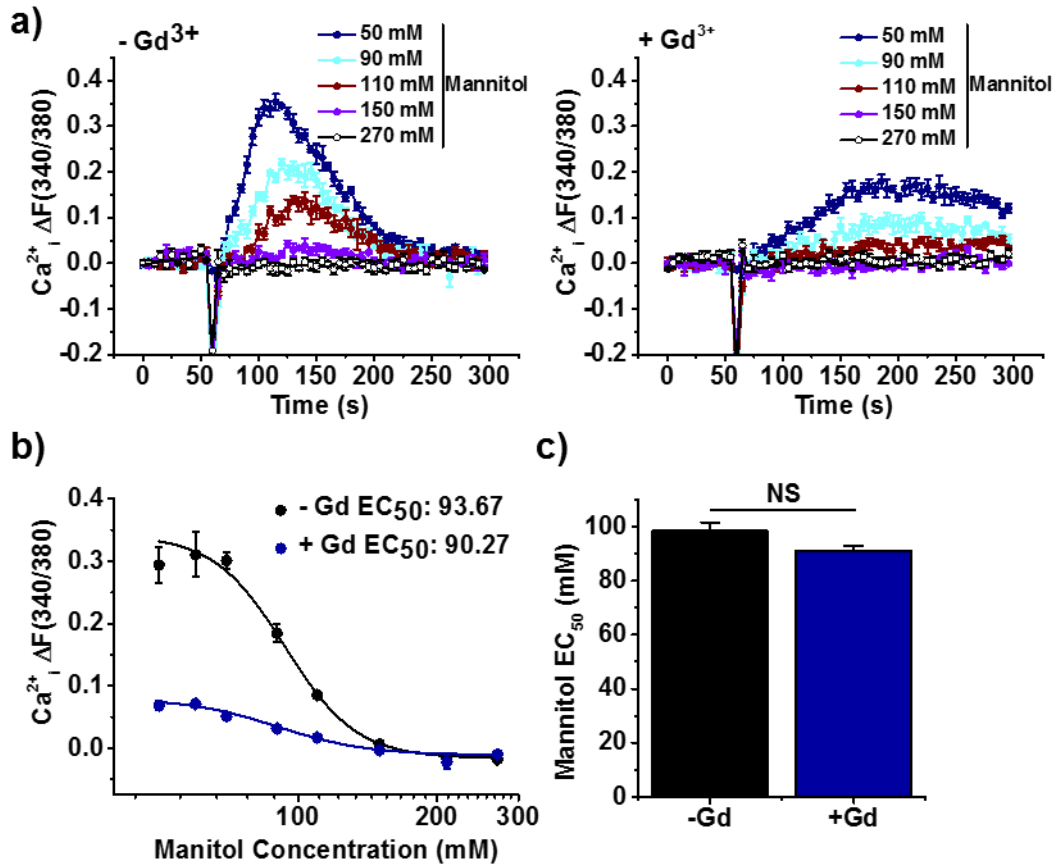 a)
- Gd3+
50 mM
90 mM
110 mM
150 mM
270 mM
Mannitol
0.4
0.3
0.2
0.1
0.0
-0.1
-0.2
Ca2+i ΔF(340/380)
0 50 100 150 200 250 300
Time (s)
+ Gd3+
50 mM
90 mM
110 mM
150 mM
270 mM
Mannitol
0.4
0.3
0.2
0.1
0.0
-0.1
-0.2
Ca2+i ΔF(340/380)
0 50 100 150 200 250 300
Time (s)
b)
- Gd EC50: 93.67
+ Gd EC50: 90.27
0.4
0.3
0.2
0.1
0.0
Ca2+i ΔF(340/380)
100 200 300
Manitol Concentration (mM)
c)
NS
100
80
60
40
20
0
Mannitol EC50 (mM)
-Gd +Gd